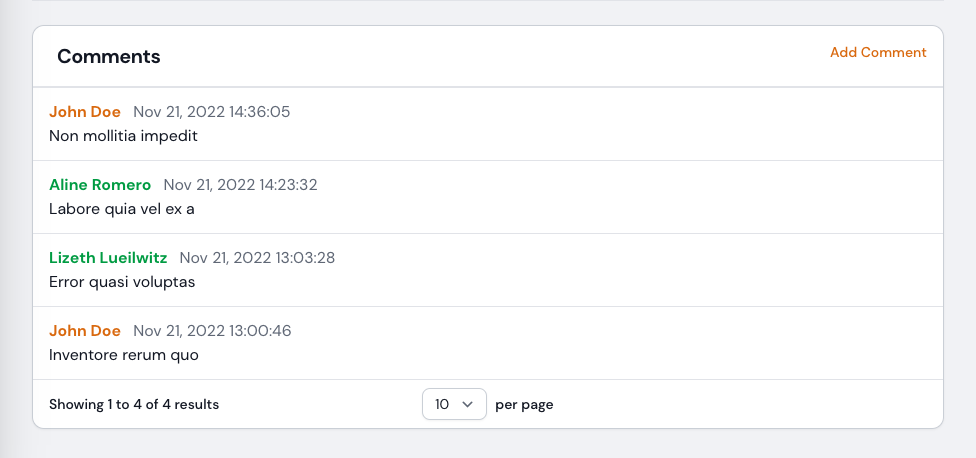 Comments
Add Comment
John Doe Nov 21, 2022 14:36:05
Non mollitia impedit
Aline Romero Nov 21, 2022 14:23:32
Labore quia vel ex a
Lizeth Lueilwitz Nov 21, 2022 13:03:28
Error quasi voluptas
John Doe Nov 21, 2022 13:00:46
Inventore rerum quo
Showing 1 to 4 of 4 results 10 per page